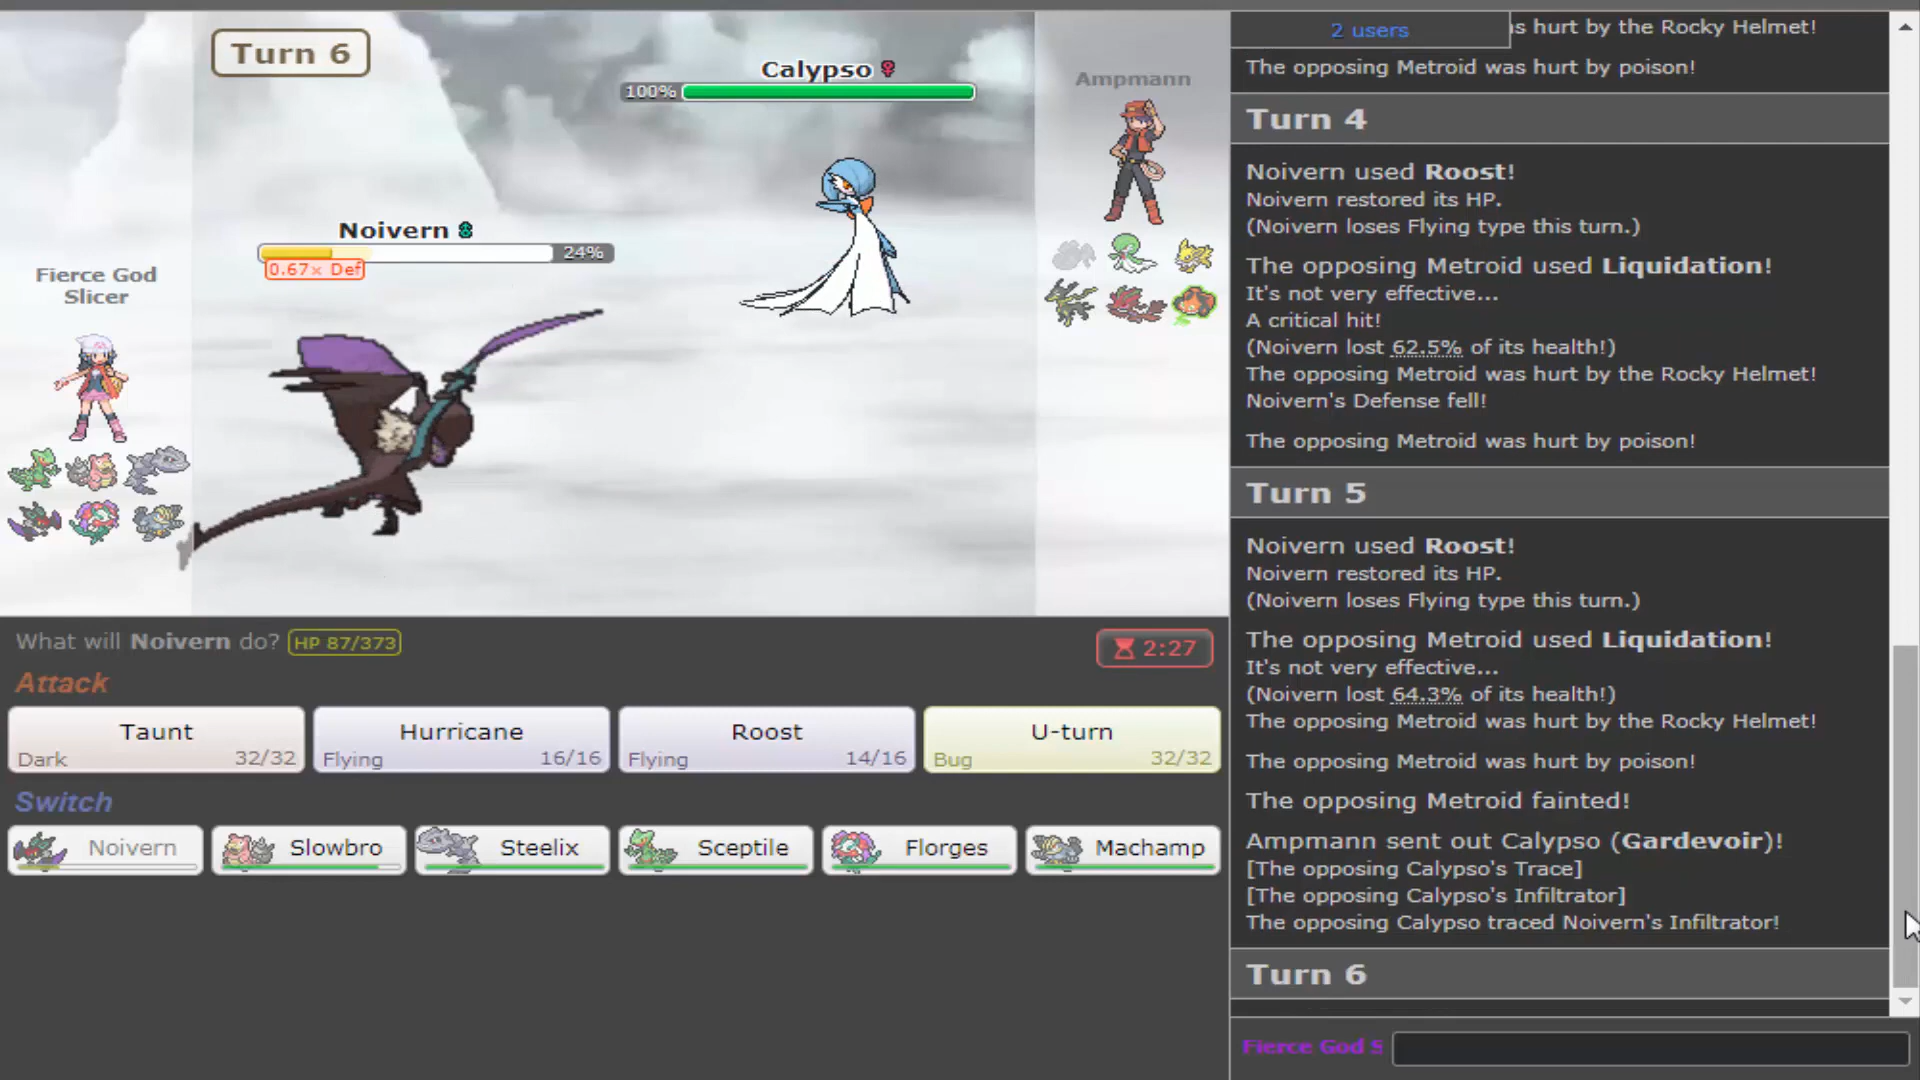 Turn 6
Calypso
100%
Ampmann
Noivern
24%
0.67× Def
Fierce God
Slicer
What will Noivern do? HP 87/373
2:27
Attack
Taunt
Dark 32/32
Hurricane
Flying 16/16
Roost
Flying 14/16
U-turn
Bug 32/32
Switch
Noivern
Slowbro
Steelix
Sceptile
Florges
Machamp
2 users
s hurt by the Rocky Helmet!
The opposing Metroid was hurt by poison!
Turn 4
Noivern used Roost!
Noivern restored its HP.
(Noivern loses Flying type this turn.)
The opposing Metroid used Liquidation!
It's not very effective...
A critical hit!
(Noivern lost 62.5% of its health!)
The opposing Metroid was hurt by the Rocky Helmet!
Noivern's Defense fell!
The opposing Metroid was hurt by poison!
Turn 5
Noivern used Roost!
Noivern restored its HP.
(Noivern loses Flying type this turn.)
The opposing Metroid used Liquidation!
It's not very effective...
(Noivern lost 64.3% of its health!)
The opposing Metroid was hurt by the Rocky Helmet!
The opposing Metroid was hurt by poison!
The opposing Metroid fainted!
Ampmann sent out Calypso (Gardevoir)!
[The opposing Calypso's Trace]
[The opposing Calypso's Infiltrator]
The opposing Calypso traced Noivern's Infiltrator!
Turn 6
Fierce God S